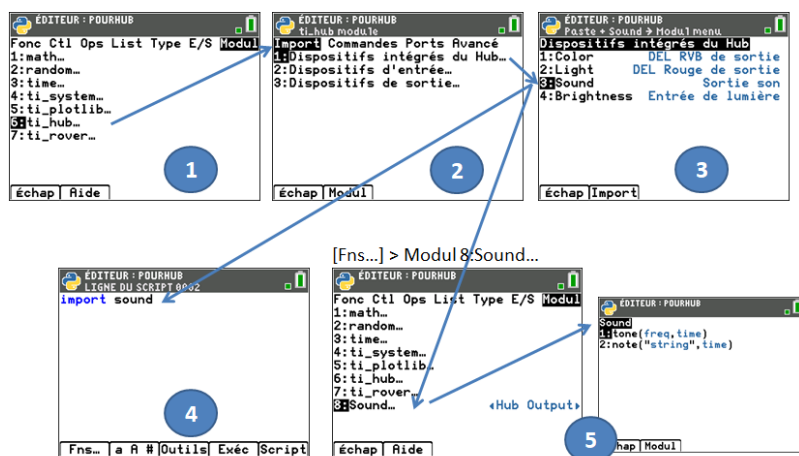 ÉDITEUR : POURHUB
Fonc Ctl Ops List Type E/S Modul
1:math…
2:random…
3:time…
4:ti_system…
5:ti_plotlib…
6:ti_hub…
7:ti_rover…
1
échap Aide
ÉDITEUR : POURHUB
ti_hub module
Import Commandes Ports Avancé
1:Dispositifs intégrés du Hub…
2:Dispositifs d'entrée…
3:Dispositifs de sortie…
2
échap Modul
ÉDITEUR : POURHUB
Paste + Sound → Modul menu
Dispositifs intégrés du Hub
1:Color DEL RVB de sortie
2:Light DEL Rouge de sortie
3:Sound Sortie son
4:Brightness Entrée de lumière
3
échap Import
ÉDITEUR : POURHUB
LIGNE DU SCRIPT 0002
import sound
4
Fns… a A # Outils Exéc Script
[Fns...] > Modul 8:Sound...
ÉDITEUR : POURHUB
Fonc Ctl Ops List Type E/S Modul
1:math…
2:random…
3:time…
4:ti_system…
5:ti_plotlib…
6:ti_hub…
7:ti_rover…
8:Sound… ◂Hub Output▸
échap Aide
ÉDITEUR : POURHUB
Sound
1:tone(freq,time)
2:note("string",time)
5
hap Modul